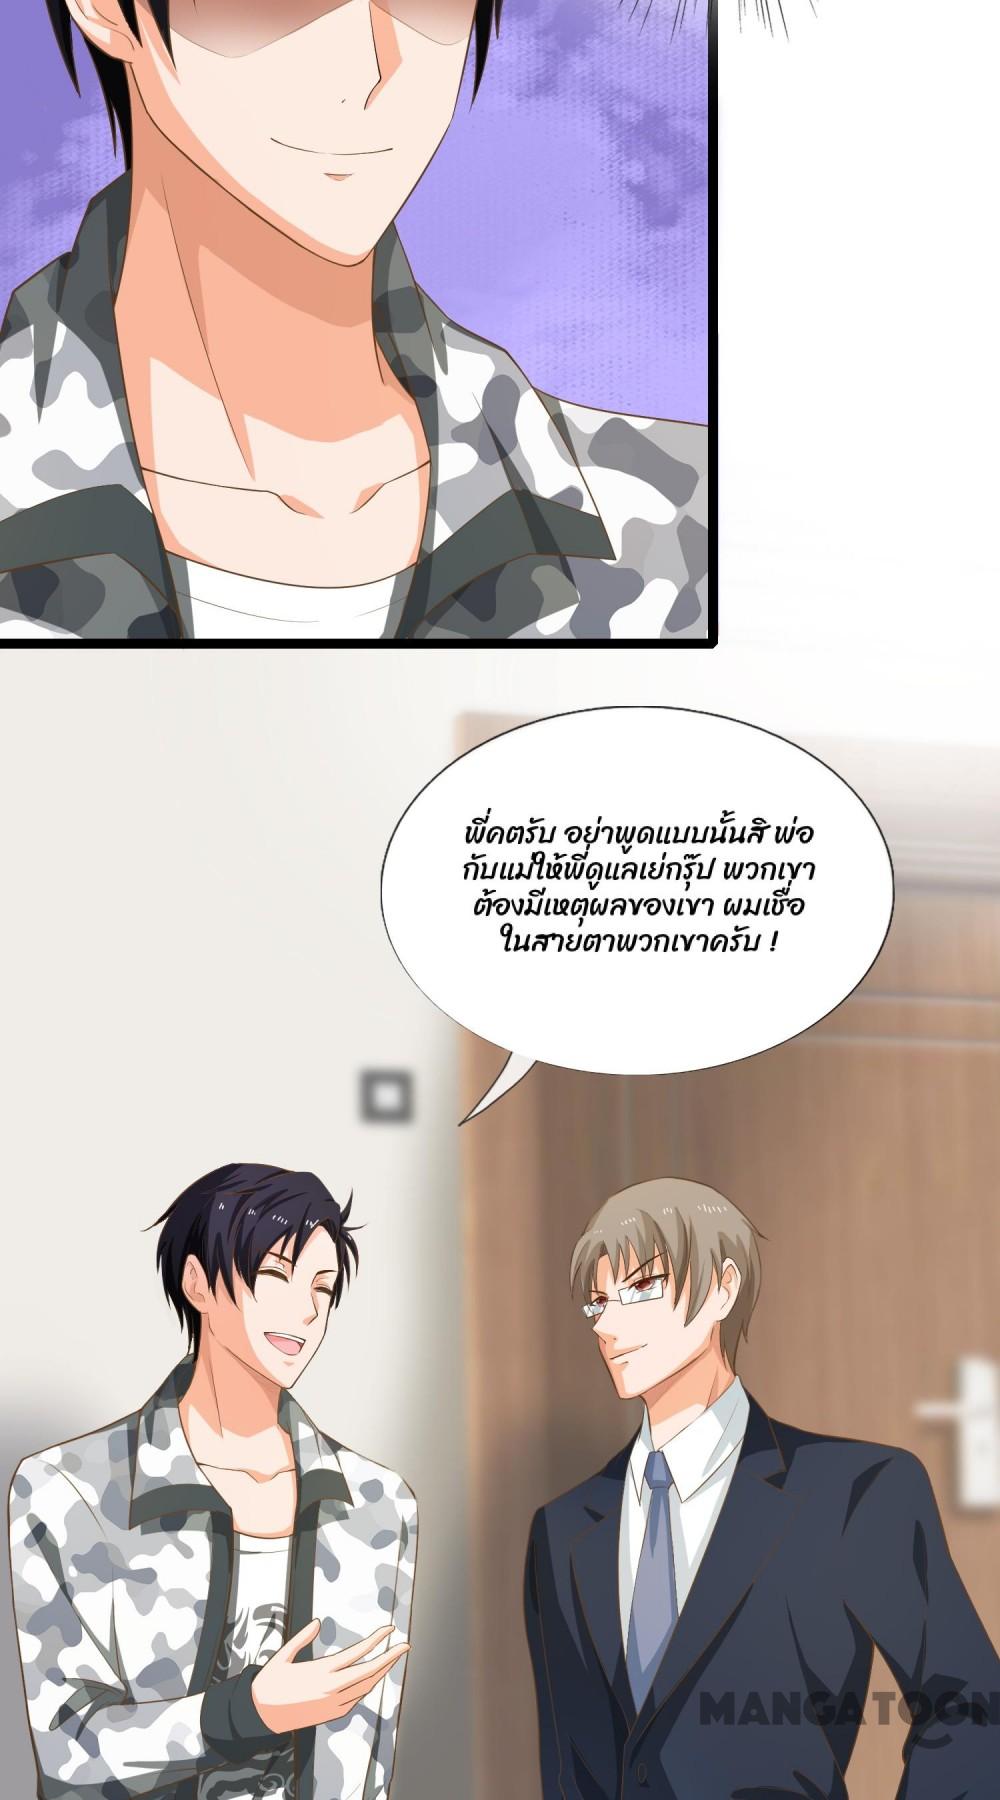 พี่คตรับ อย่าพูดแบบนั้นสิ พ่อ
กับแม่ให้พี่ดูแลเย่กรุ๊ป พวกเขา
ต้องมีเหตุผลของเขา ผมเชื่อ
ในสายตาพวกเขาครับ !
MANGATOON